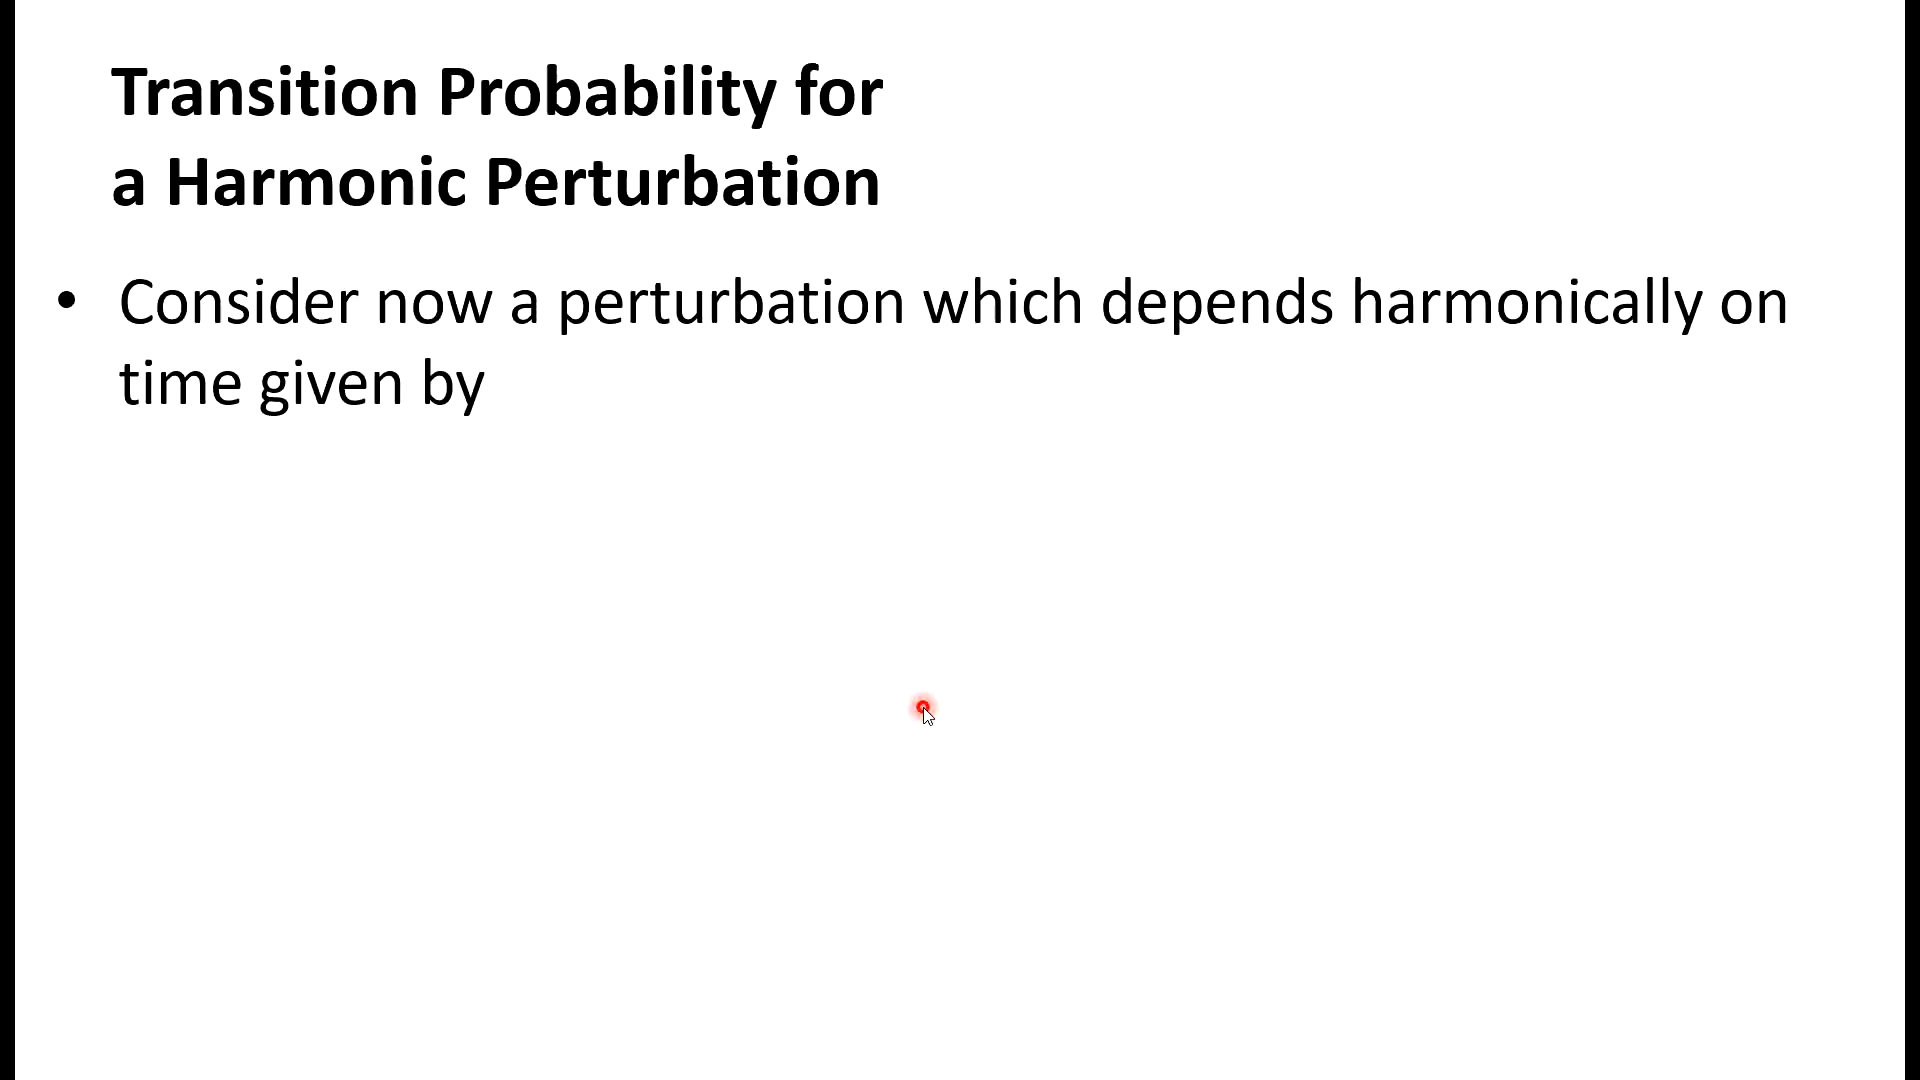 Transition Probability for
a Harmonic Perturbation
• Consider now a perturbation which depends harmonically on
time given by